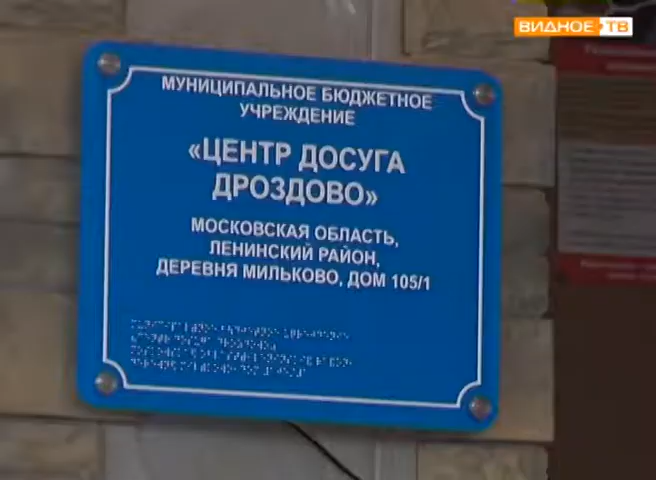 ВИДНОЕ ТВ
МУНИЦИПАЛЬНОЕ БЮДЖЕТНОЕ
УЧРЕЖДЕНИЕ
«ЦЕНТР ДОСУГА
ДРОЗДОВО»
МОСКОВСКАЯ ОБЛАСТЬ,
ЛЕНИНСКИЙ РАЙОН,
ДЕРЕВНЯ МИЛЬКОВО, ДОМ 105/1